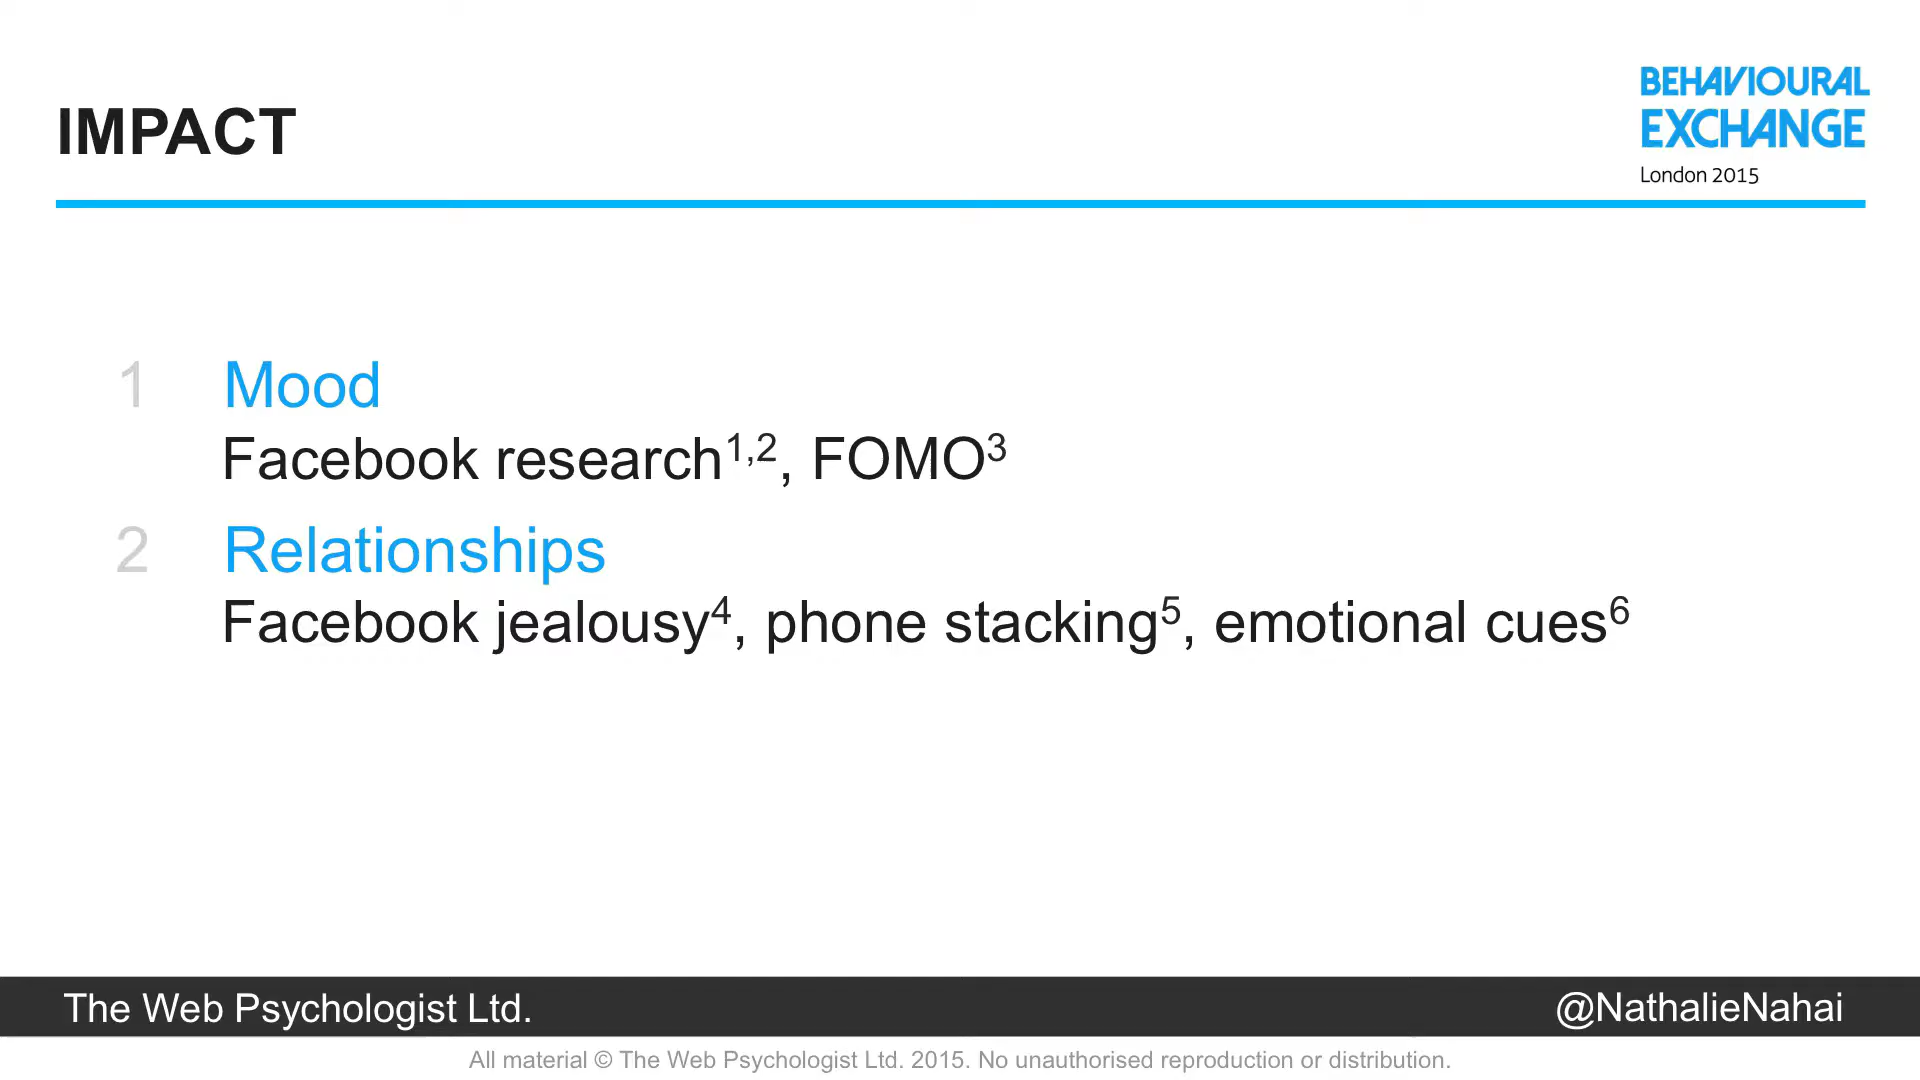 IMPACT
BEHAVIOURAL
EXCHANGE
London 2015
1 Mood
Facebook research1,2, FOMO3
2 Relationships
Facebook jealousy4, phone stacking5, emotional cues6
The Web Psychologist Ltd.
@NathalieNahai
All material © The Web Psychologist Ltd. 2015. No unauthorised reproduction or distribution.